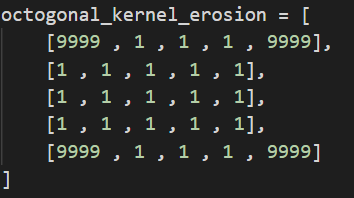 octogonal_kernel_erosion = [
    [9999 , 1 , 1 , 1 , 9999],
    [1 , 1 , 1 , 1 , 1],
    [1 , 1 , 1 , 1 , 1],
    [1 , 1 , 1 , 1 , 1],
    [9999 , 1 , 1 , 1 , 9999]
]